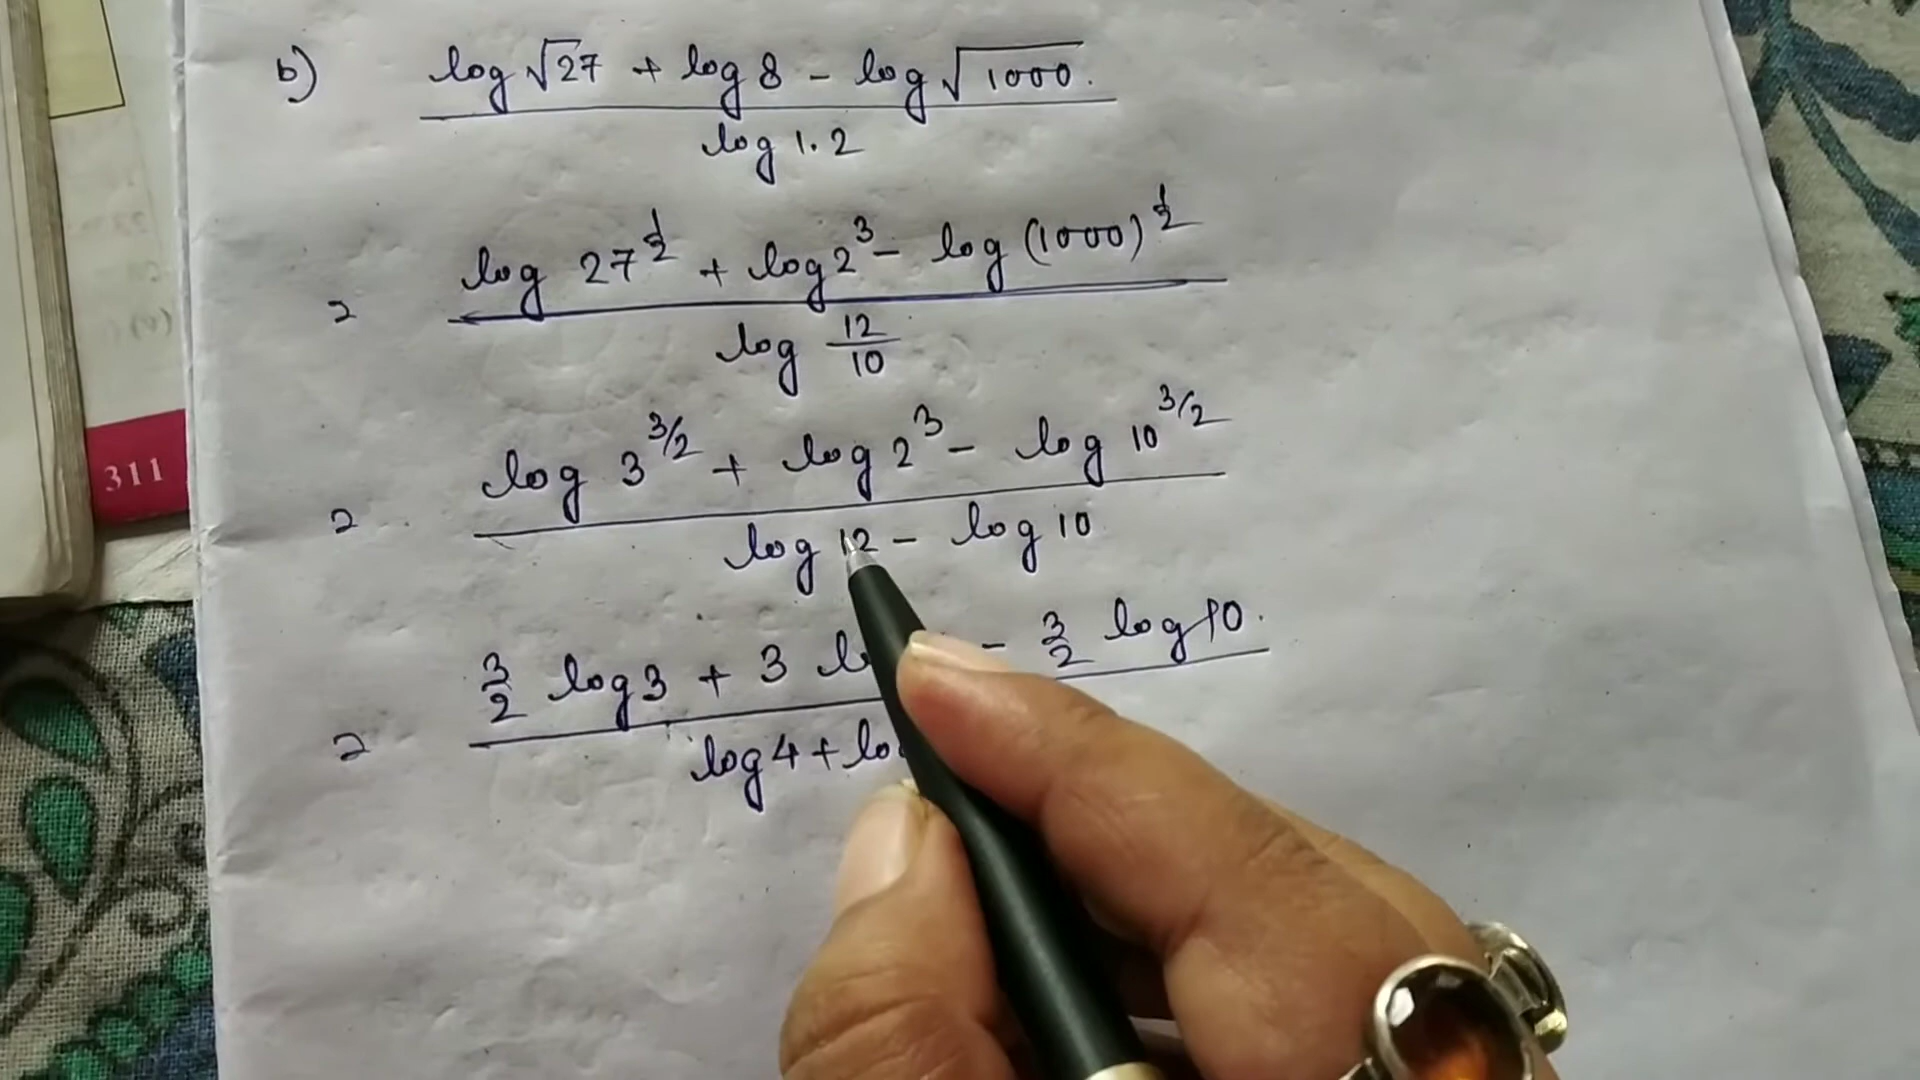 b) log √27 + log 8 - log √1000.
log 1.2
= log 27^½ + log 2^3 - log (1000)^½
log 12/10
= log 3^3/2 + log 2^3 - log 10^3/2
311
log 12 - log 10
= 3/2 log 3 + 3 - 3/2 log 10.
log 4 +